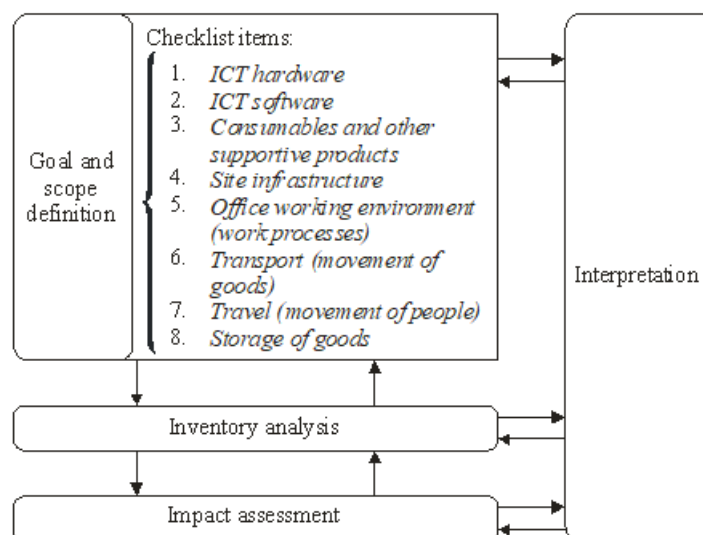 Checklist items:
1. ICT hardware
2. ICT software
3. Consumables and other
supportive products
4. Site infrastructure
5. Office working environment
(work processes)
6. Transport (movement of
goods)
7. Travel (movement of people)
8. Storage of goods
Goal and
scope
definition
Interpretation
Inventory analysis
Impact assessment